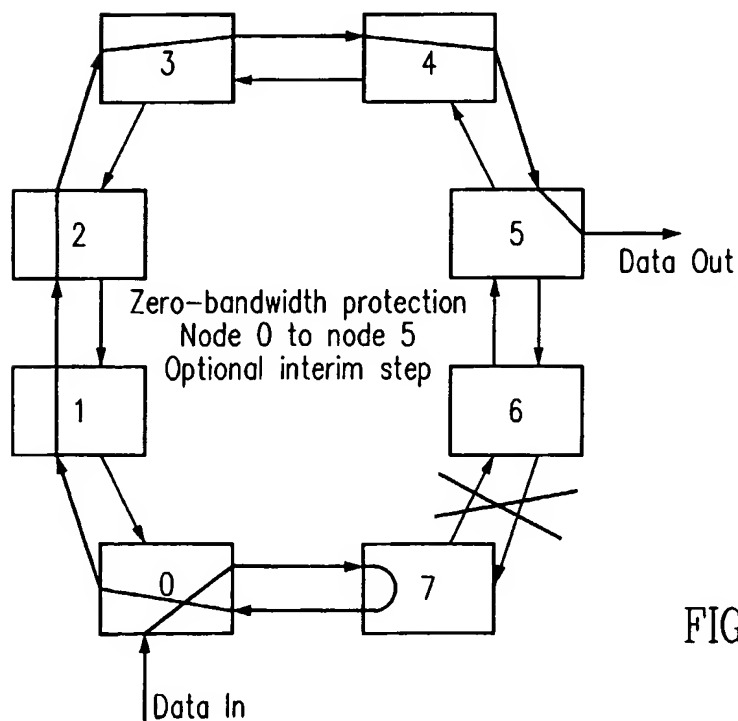 3
4
2
5
Data Out
Zero-bandwidth protection
Node 0 to node 5
Optional interim step
1
6
0
7
FIG
Data In